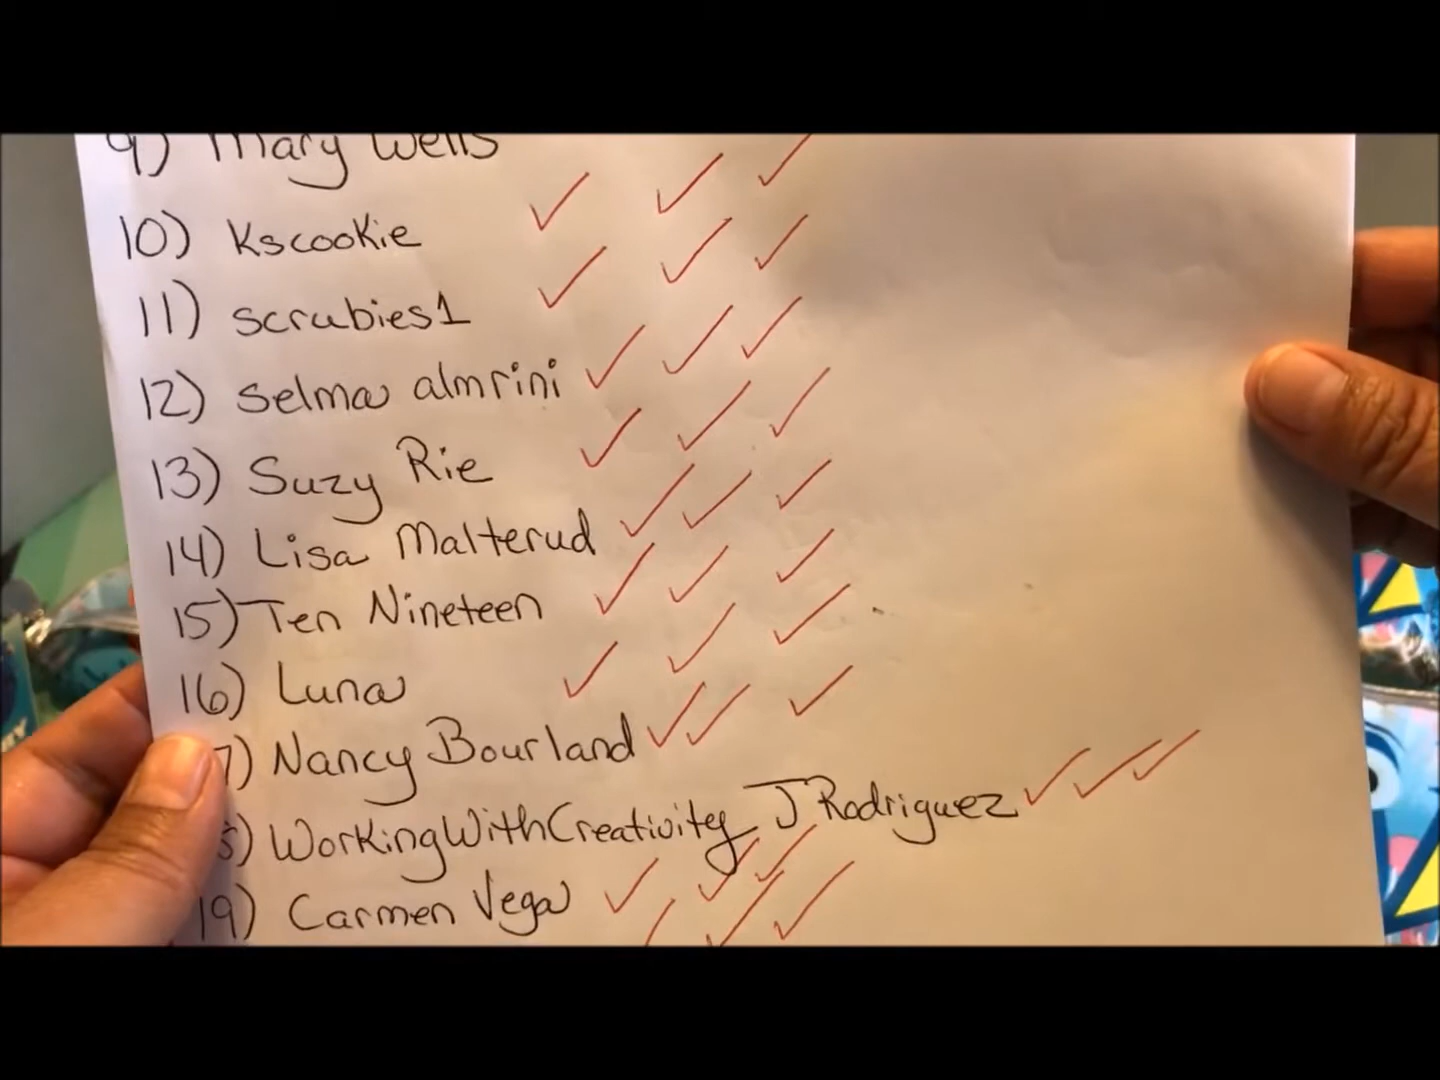 9) Mary Wells
10) Kscookie
11) scrubies1
12) selma almrini
13) Suzy Rie
14) Lisa Malterud
15) Ten Nineteen
16) Luna
7) Nancy Bourland
8) WorkingWithCreativity J Rodriguez
19) Carmen Vega